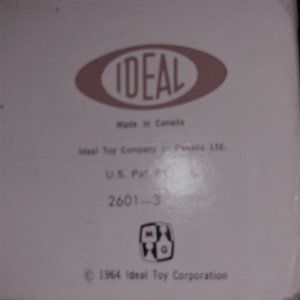 IDEAL
Made in Canada
Ideal Toy Company Canada Ltd.
U.S. Pat.
2601-3
M
G
© 1964 Ideal Toy Corporation